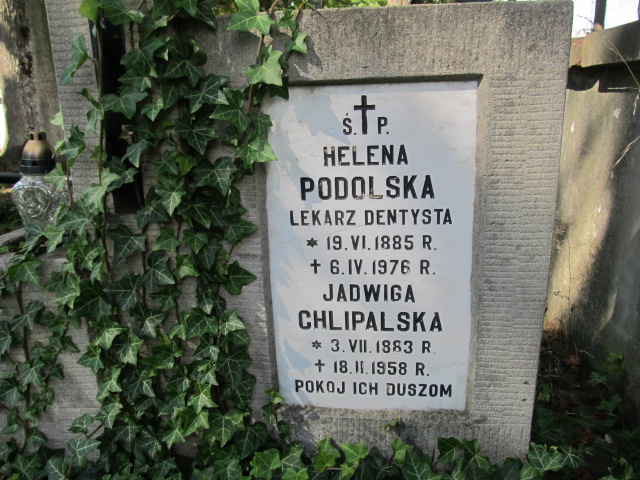 Ś. † P.
HELENA
PODOLSKA
LEKARZ DENTYSTA
* 19.VI.1885 R.
† 6.IV.1976 R.
JADWIGA
CHLIPALSKA
* 3.VII.1883 R.
† 18.II.1958 R.
POKÓJ ICH DUSZOM